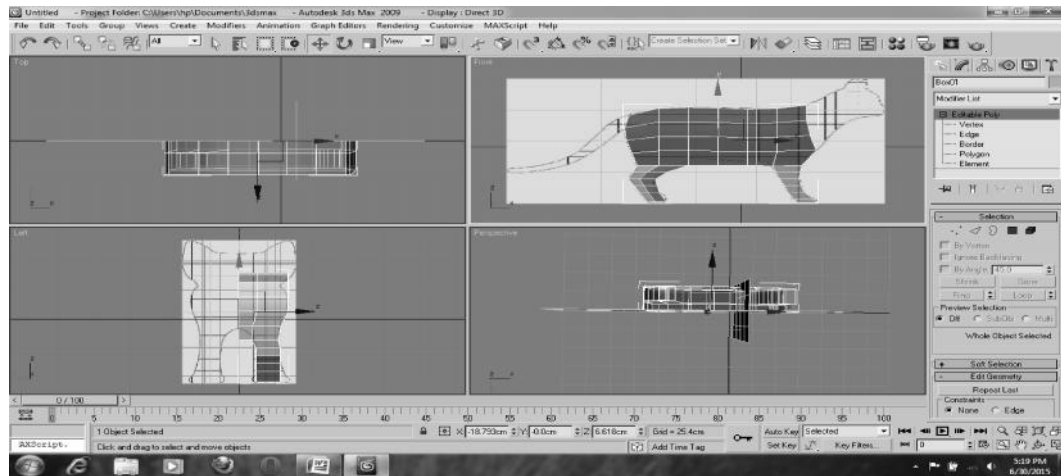 Untitled - Project Folder: C:\Users\hp\Documents\3dsmax - Autodesk 3ds Max 2009 - Display : Direct 3D
File Edit Tools Group Views Create Modifiers Animation Graph Editors Rendering Customize MAXScript Help
All View Create Selection Set
Top Front
Box01
Modifier List
Editable Poly
Vertex
Edge
Border
Polygon
Element
Left Perspective
Selection
By Vertex
Ignore Backfacing
By Angle: 45.0
Shrink Grow
Ring Loop
Preview Selection
Off SubObj Multi
Whole Object Selected
Soft Selection
Edit Geometry
Repeat Last
Constraints
None Edge
0 / 100
0 5 10 15 20 25 30 35 40 45 50 55 60 65 70 75 80 85 90 95 100
1 Object Selected X: -18.793cm Y: -0.0cm Z: 6.618cm Grid = 25.4cm Auto Key Selected
AXScript. Click and drag to select and move objects Add Time Tag Set Key Key Filters... 0
5:19 PM